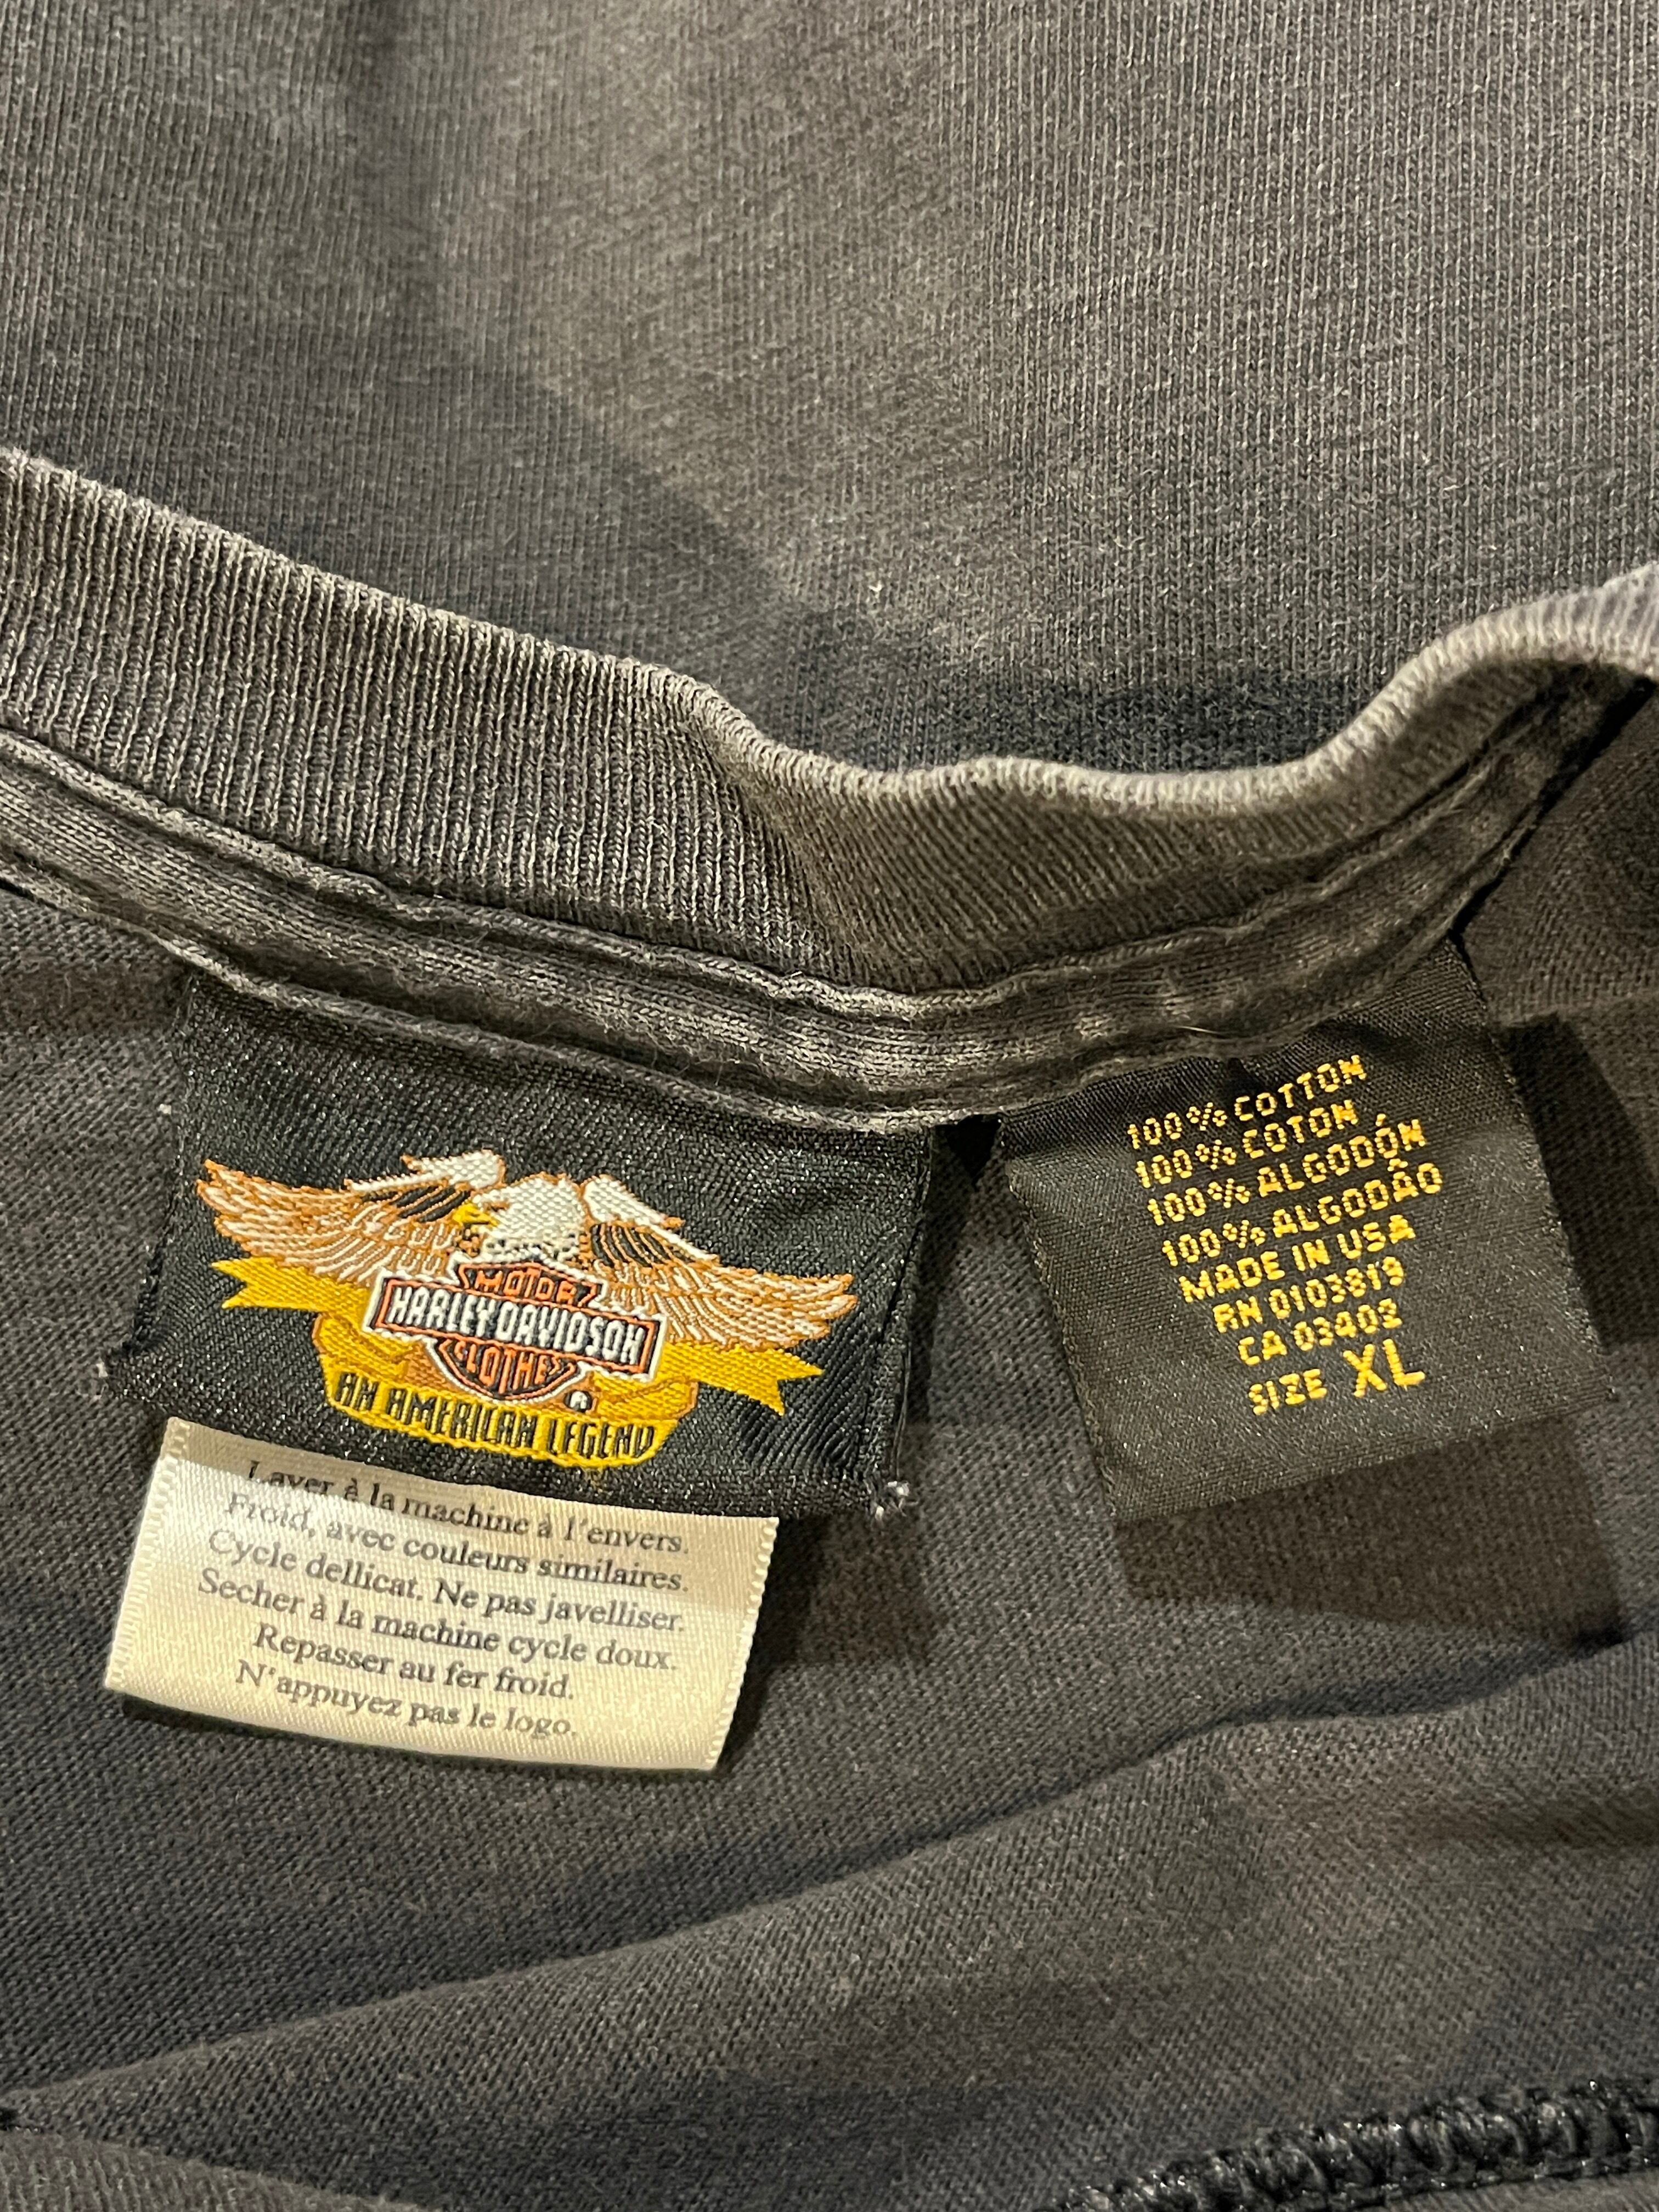 MOTOR
HARLEY-DAVIDSON
CLOTHES
®
AN AMERICAN LEGEND
Laver à la machine à l'envers.
Froid, avec couleurs similaires.
Cycle dellicat. Ne pas javelliser.
Secher à la machine cycle doux.
Repasser au fer froid.
N'appuyez pas le logo.
100% COTTON
100% COTON
100% ALGODÓN
100% ALGODÃO
MADE IN USA
RN 0103819
CA 03402
SIZE XL